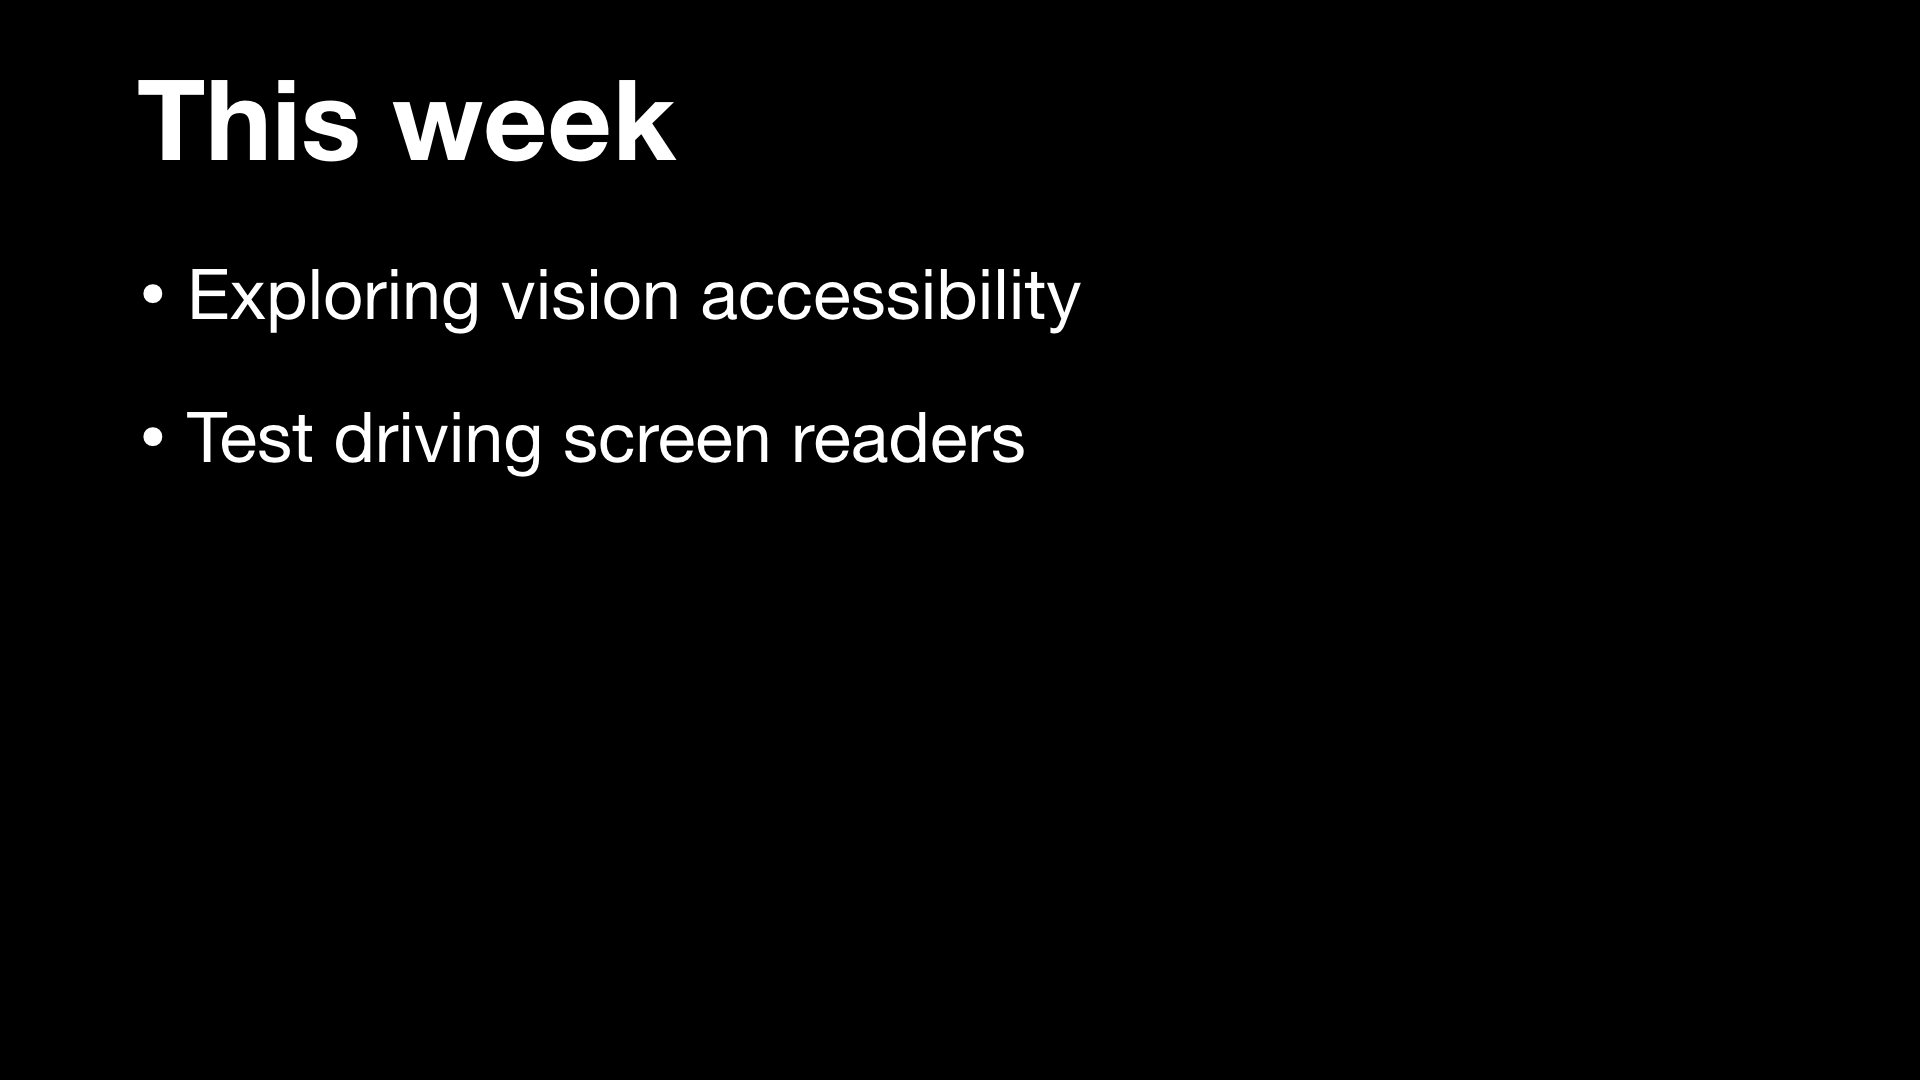 This week
• Exploring vision accessibility
• Test driving screen readers